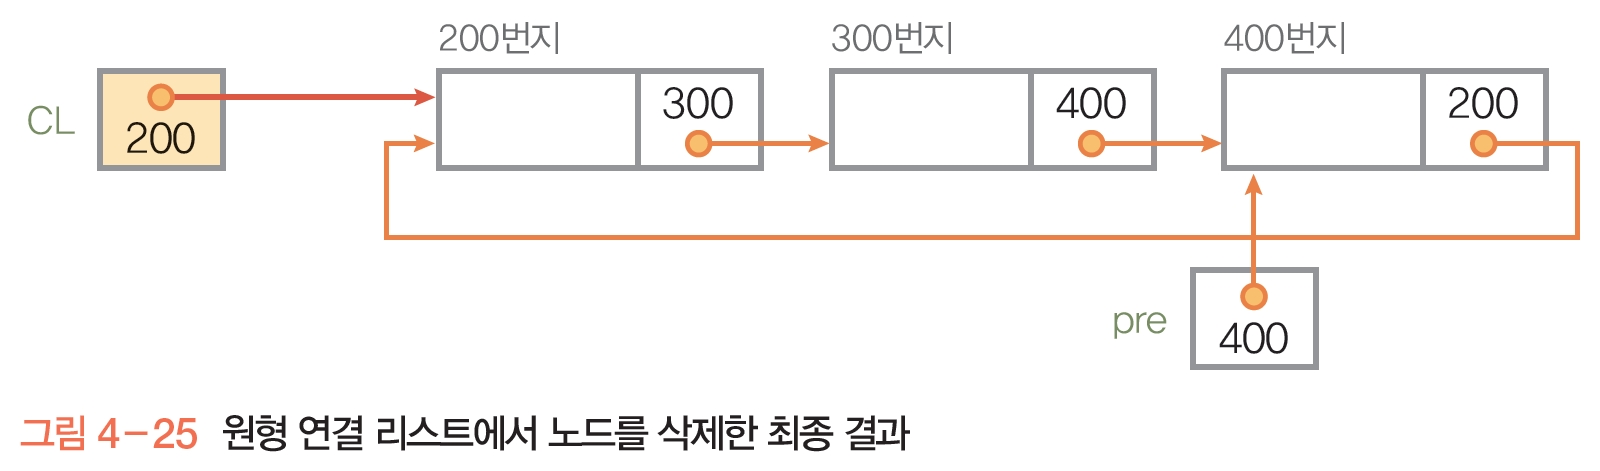 200번지 300번지 400번지
CL 200 300 400 200
pre 400
그림 4-25 원형 연결 리스트에서 노드를 삭제한 최종 결과